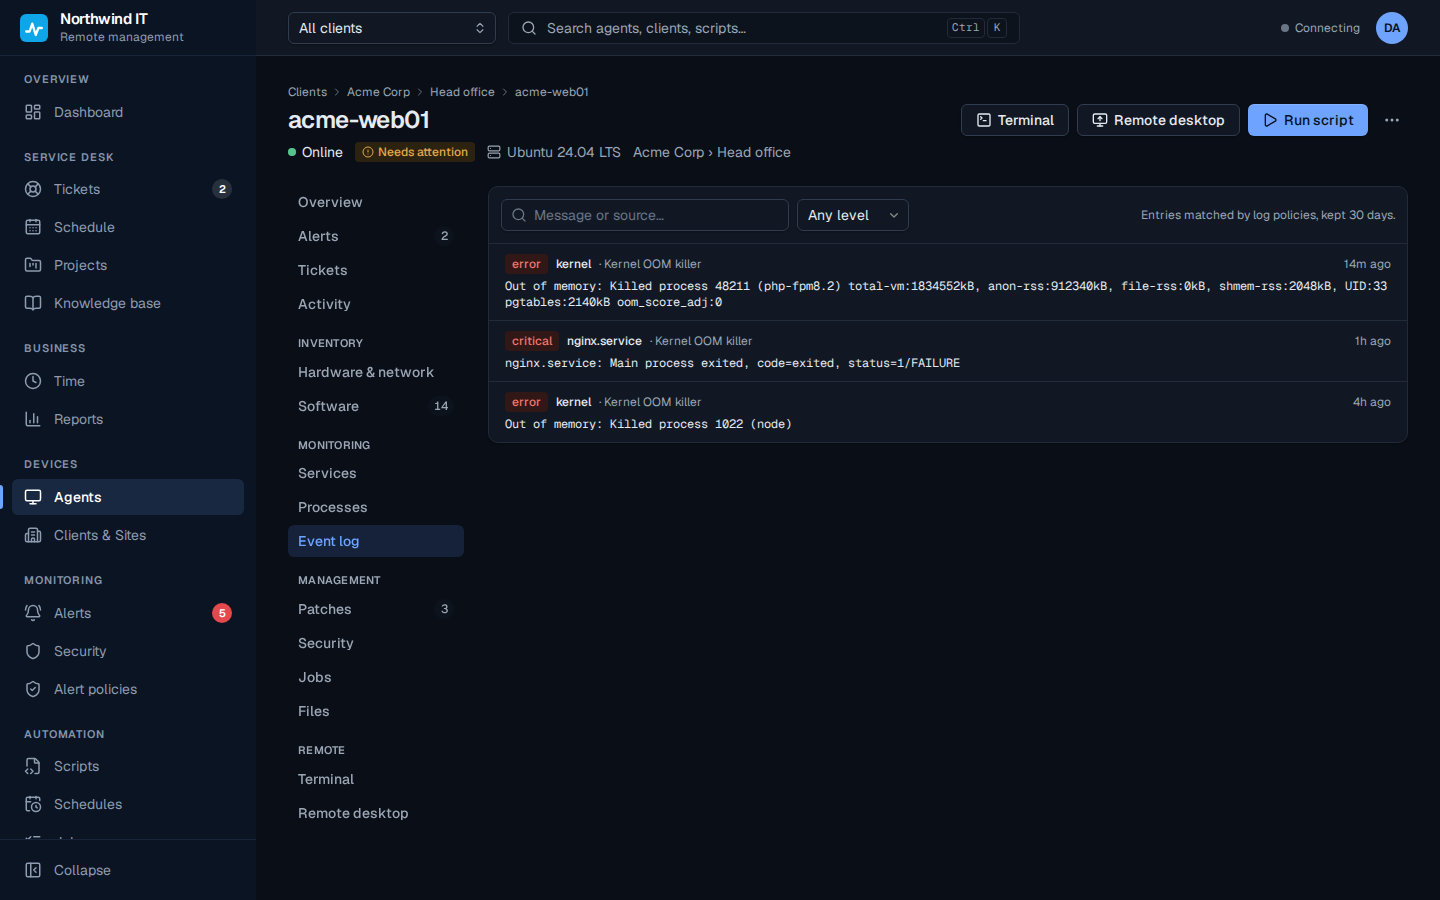 Northwind IT
Remote management
All clients
Search agents, clients, scripts...
Ctrl K
Connecting
DA
OVERVIEW
Dashboard
SERVICE DESK
Tickets 2
Schedule
Projects
Knowledge base
BUSINESS
Time
Reports
DEVICES
Agents
Clients & Sites
MONITORING
Alerts 5
Security
Alert policies
AUTOMATION
Scripts
Schedules
Collapse
Clients > Acme Corp > Head office > acme-web01
acme-web01
Terminal
Remote desktop
Run script
Online
Needs attention
Ubuntu 24.04 LTS
Acme Corp › Head office
Overview
Alerts 2
Tickets
Activity
INVENTORY
Hardware & network
Software 14
MONITORING
Services
Processes
Event log
MANAGEMENT
Patches 3
Security
Jobs
Files
REMOTE
Terminal
Remote desktop
Message or source...
Any level
Entries matched by log policies, kept 30 days.
error kernel · Kernel OOM killer 14m ago
Out of memory: Killed process 48211 (php-fpm8.2) total-vm:1834552kB, anon-rss:912340kB, file-rss:0kB, shmem-rss:2048kB, UID:33
pgtables:2140kB oom_score_adj:0
critical nginx.service · Kernel OOM killer 1h ago
nginx.service: Main process exited, code=exited, status=1/FAILURE
error kernel · Kernel OOM killer 4h ago
Out of memory: Killed process 1022 (node)